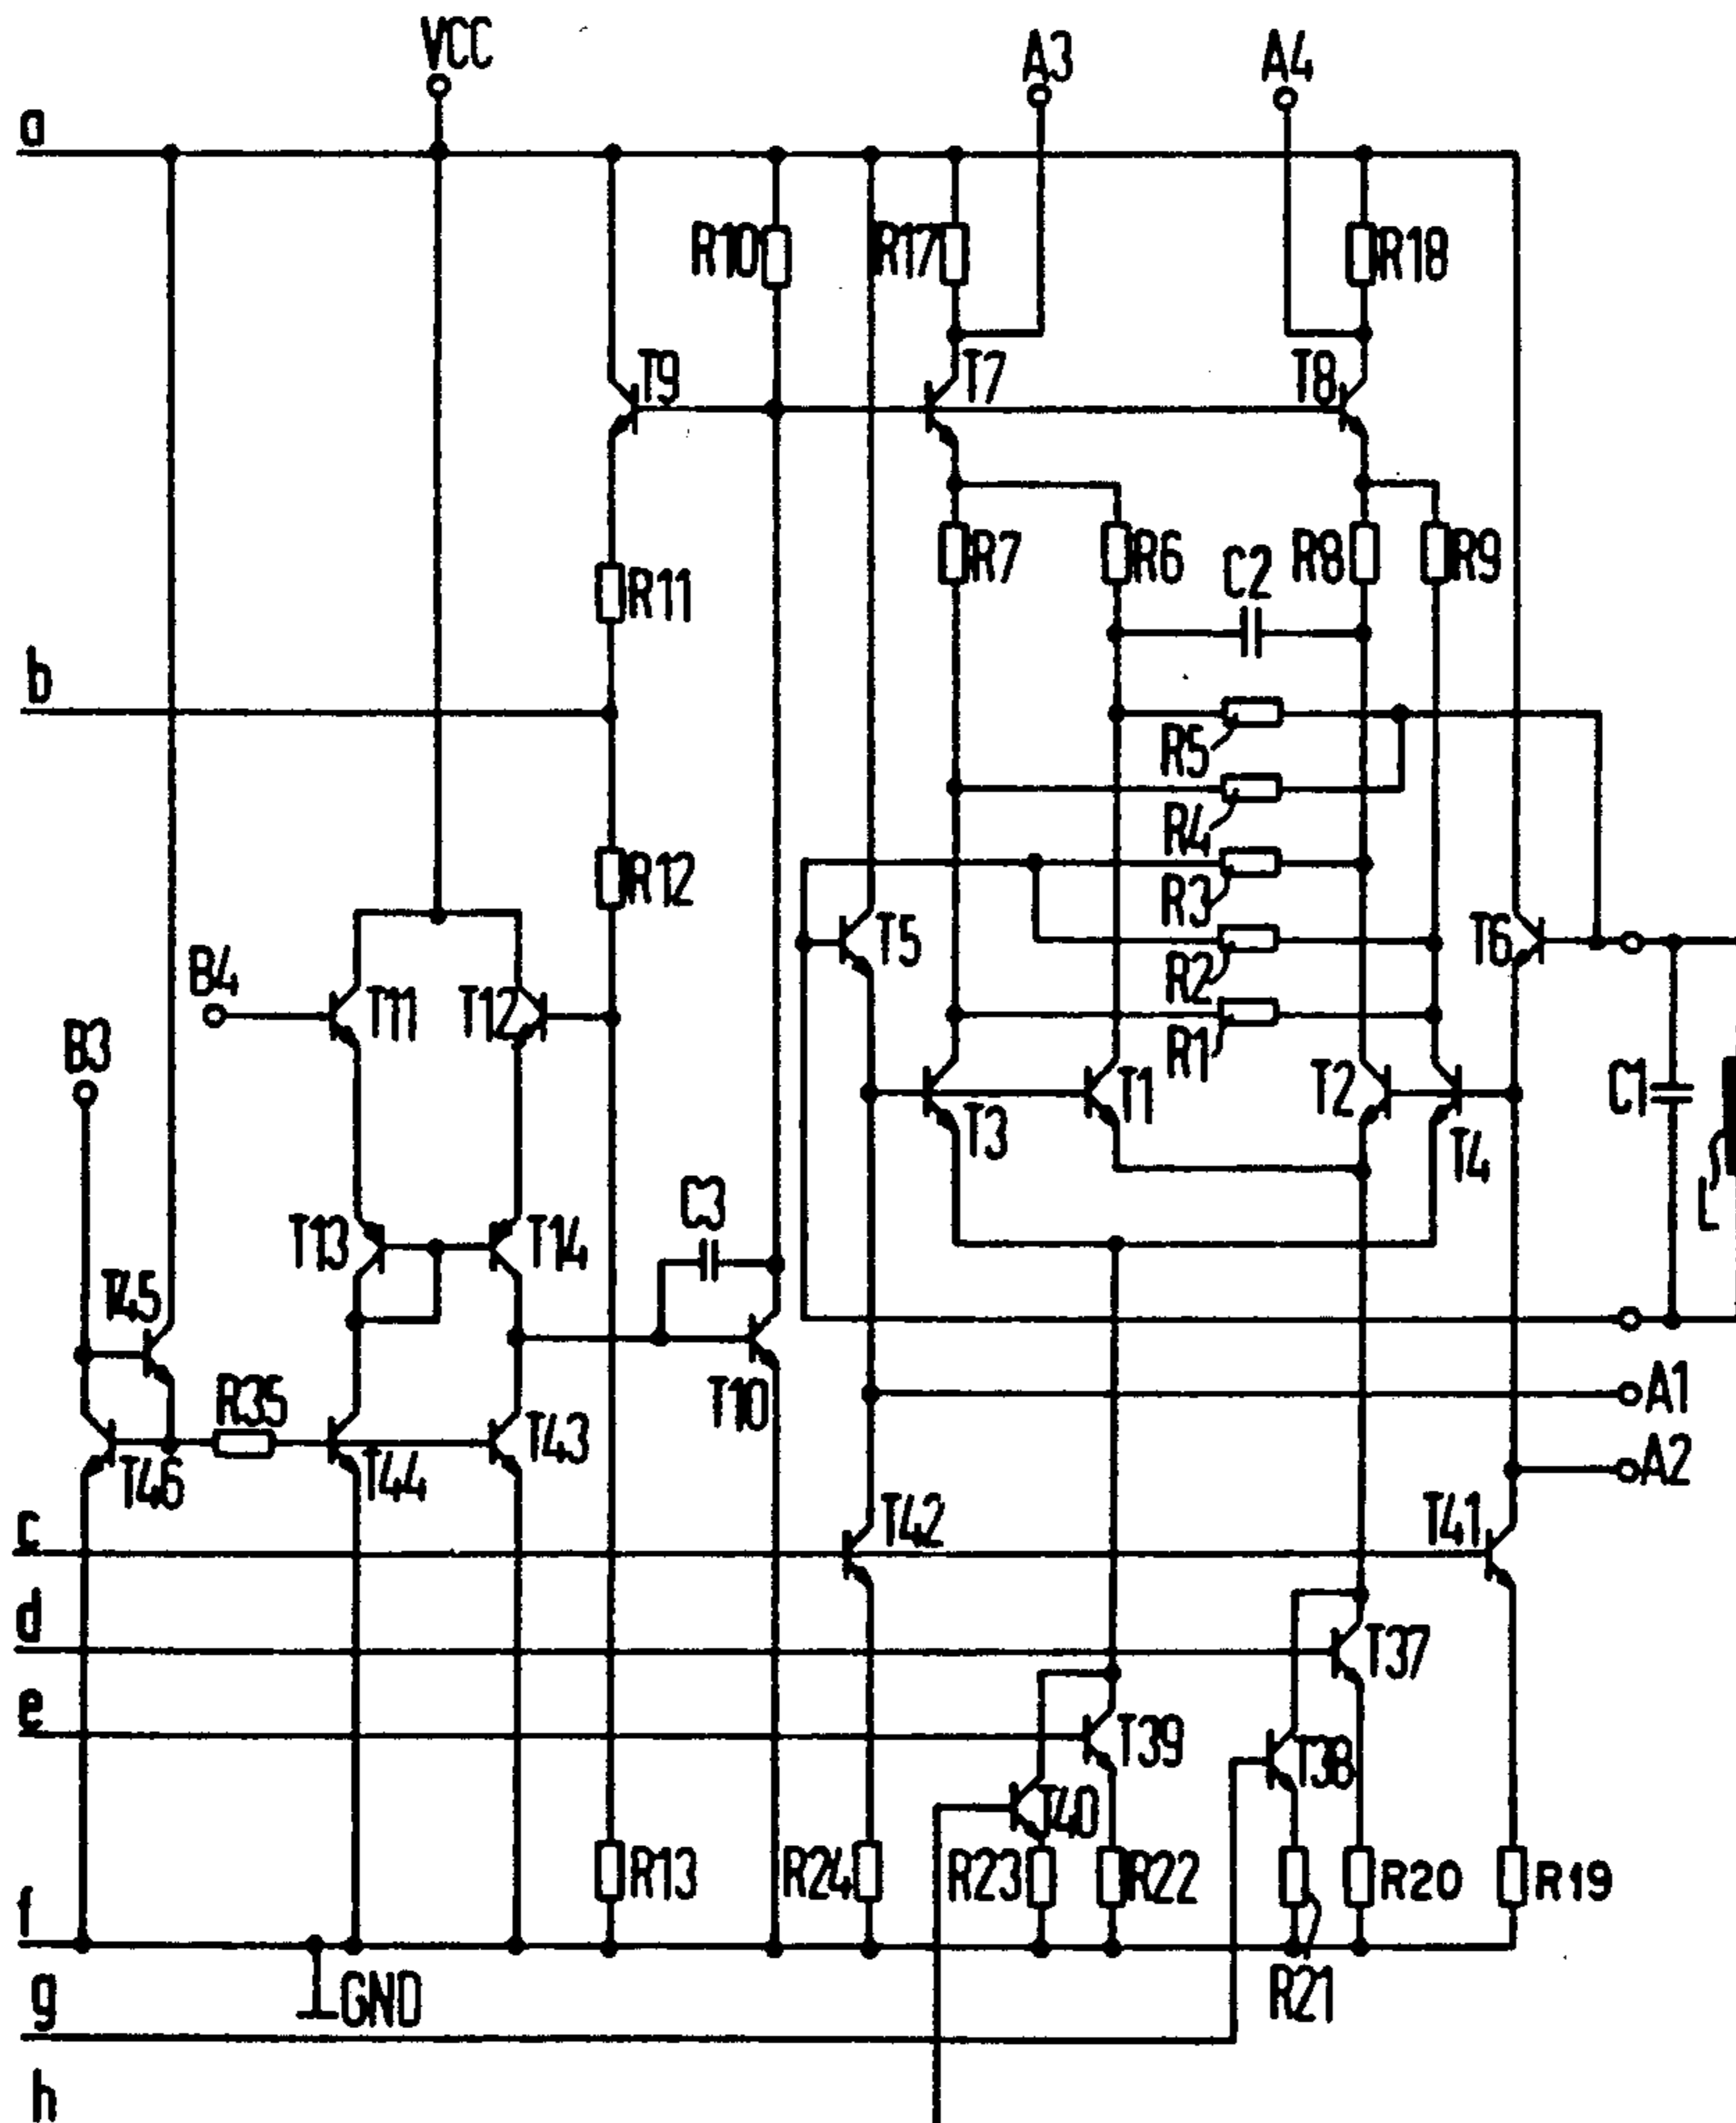 VCC
A3
A4
a
R10
R17
R18
T9
T7
T8
R7
R6
R8
R9
C2
R11
b
R5
R4
R12
R3
T5
T6
B4
T11
T12
R2
B3
R1
T1
T2
C1
T3
T4
L
C3
T13
T14
T45
A1
R35
T10
T43
A2
T46
T44
c
T42
T41
d
T37
e
T39
T38
T40
R13
R24
R23
R22
R20
R19
f
g
GND
R21
h